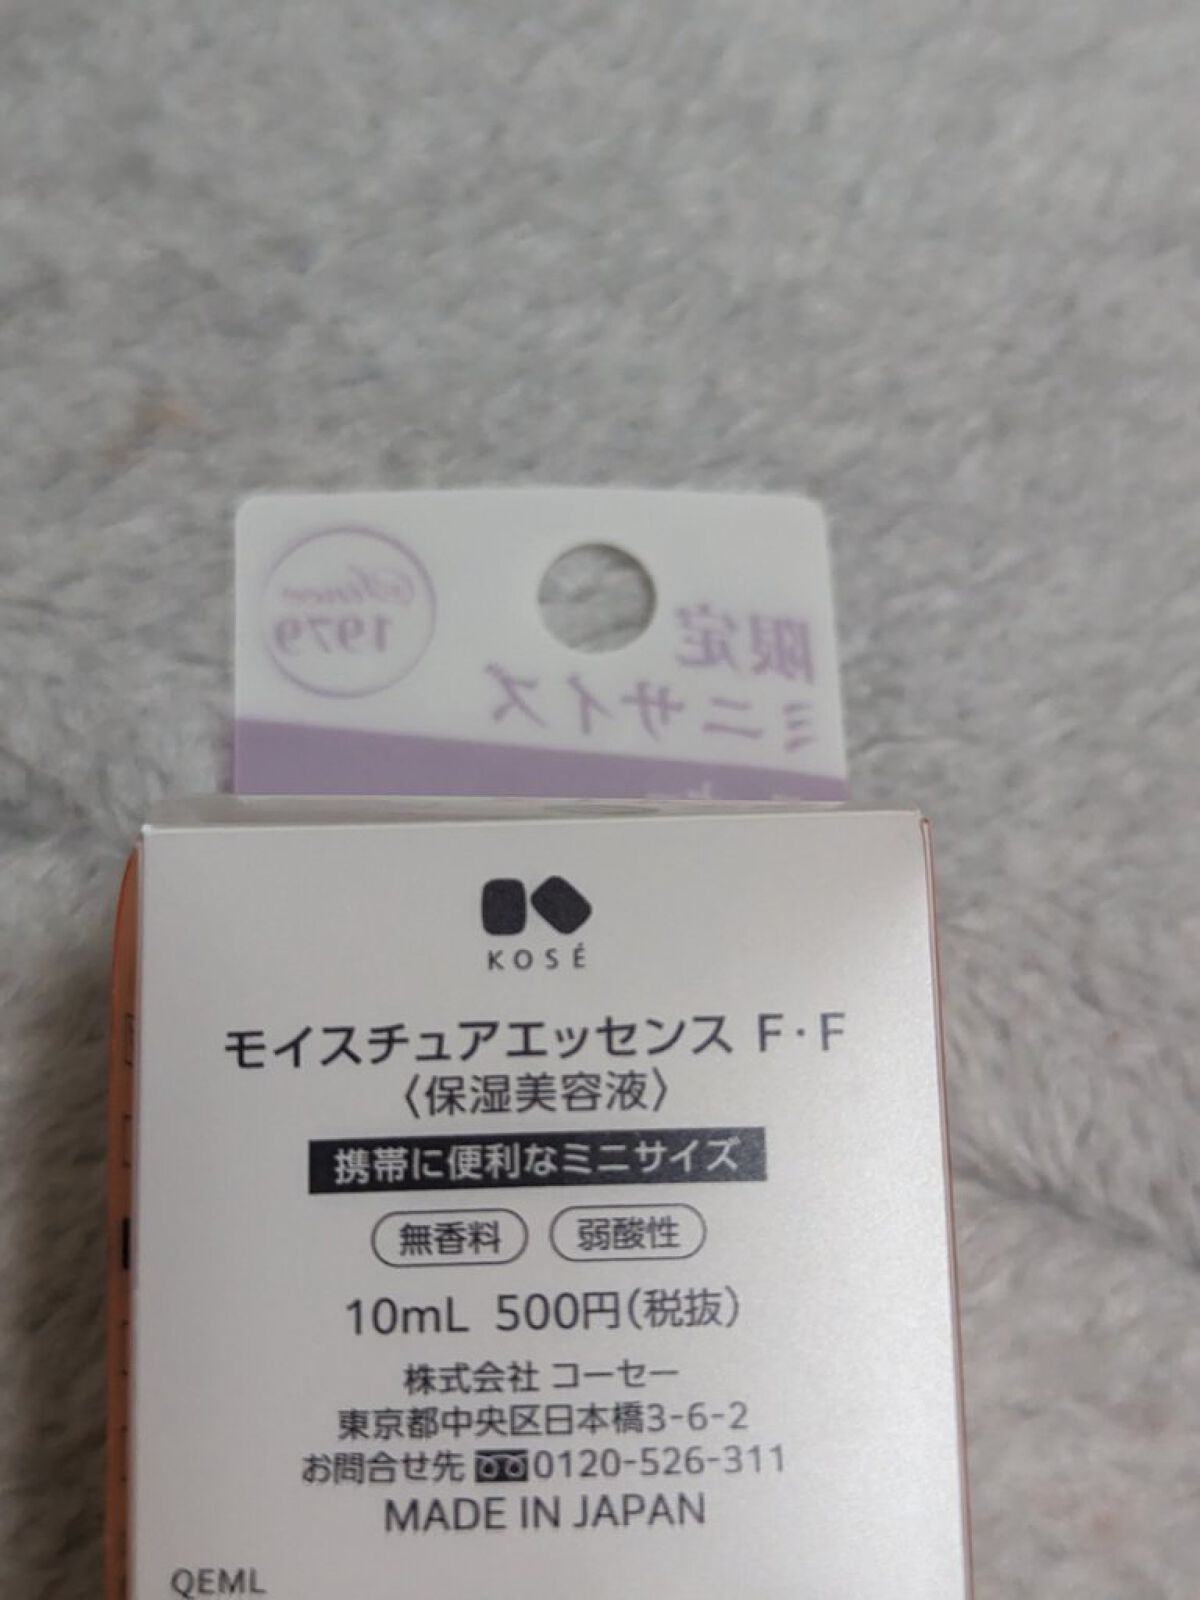 Since
1979
限定
ミニサイズ
KOSÉ
モイスチュアエッセンス F・F
〈保湿美容液〉
携帯に便利なミニサイズ
無香料 弱酸性
10mL 500円(税抜)
株式会社 コーセー
東京都中央区日本橋3-6-2
お問合せ先 0120-526-311
MADE IN JAPAN
QEML